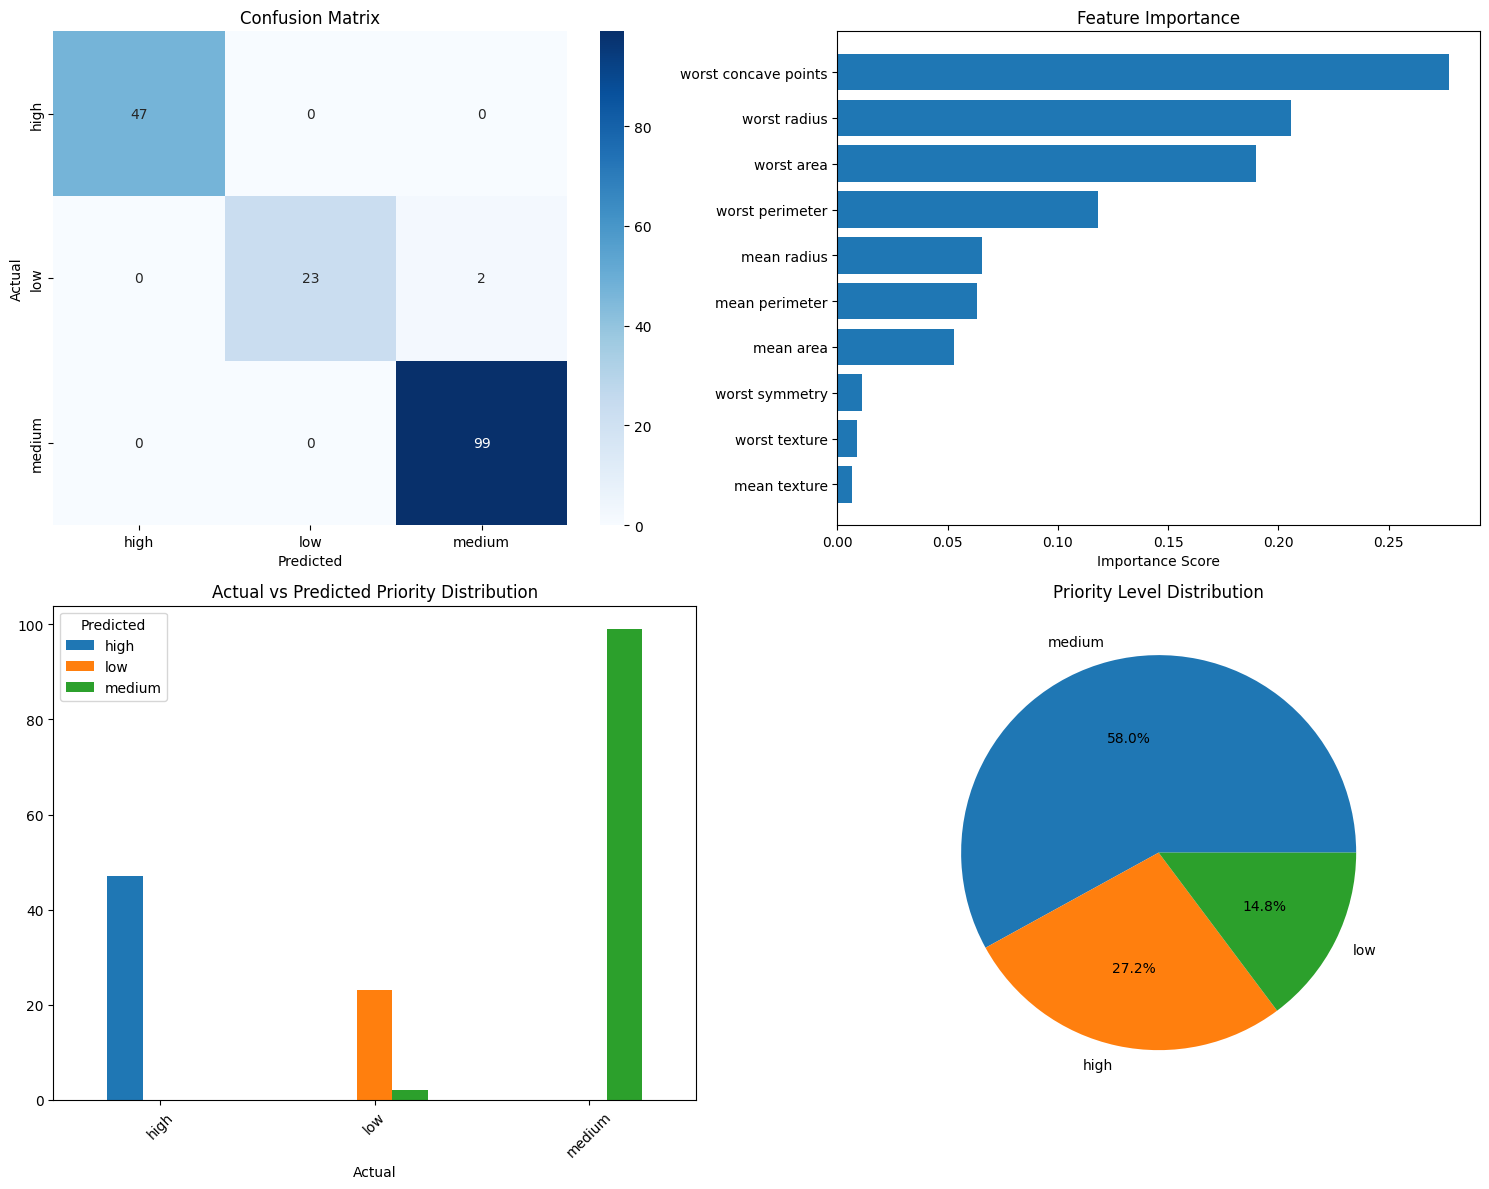 Confusion Matrix
high
low
medium
Actual
47
0
0
0
23
2
0
0
99
high
low
medium
Predicted
80
60
40
20
0
Feature Importance
worst concave points
worst radius
worst area
worst perimeter
mean radius
mean perimeter
mean area
worst symmetry
worst texture
mean texture
0.00
0.05
0.10
0.15
0.20
0.25
Importance Score
Actual vs Predicted Priority Distribution
Predicted
high
low
medium
100
80
60
40
20
0
high
low
medium
Actual
Priority Level Distribution
medium
58.0%
14.8%
low
27.2%
high